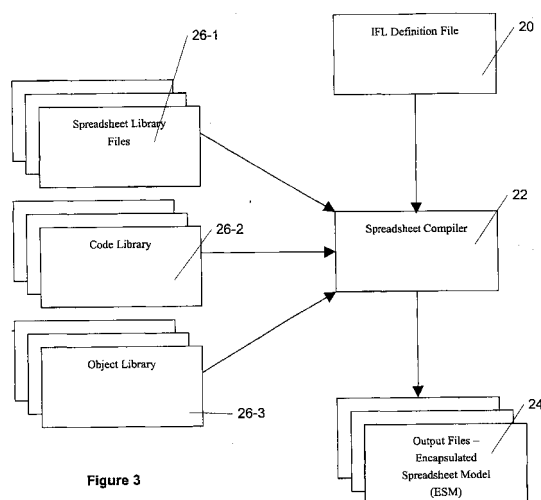 26-1
IFL Definition File
20
Spreadsheet Library
Files
22
Code Library
26-2
Spreadsheet Compiler
Object Library
26-3
24
Output Files –
Encapsulated
Spreadsheet Model
(ESM)
Figure 3